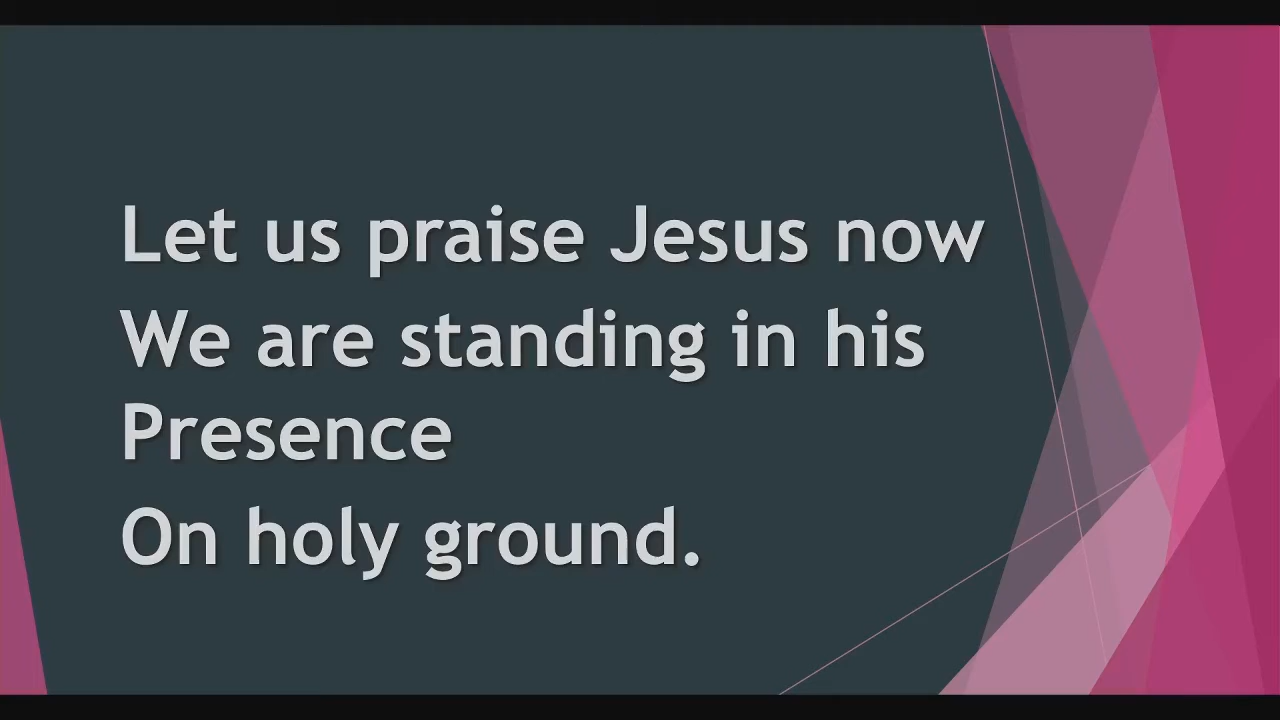 Let us praise Jesus now
We are standing in his
Presence
On holy ground.